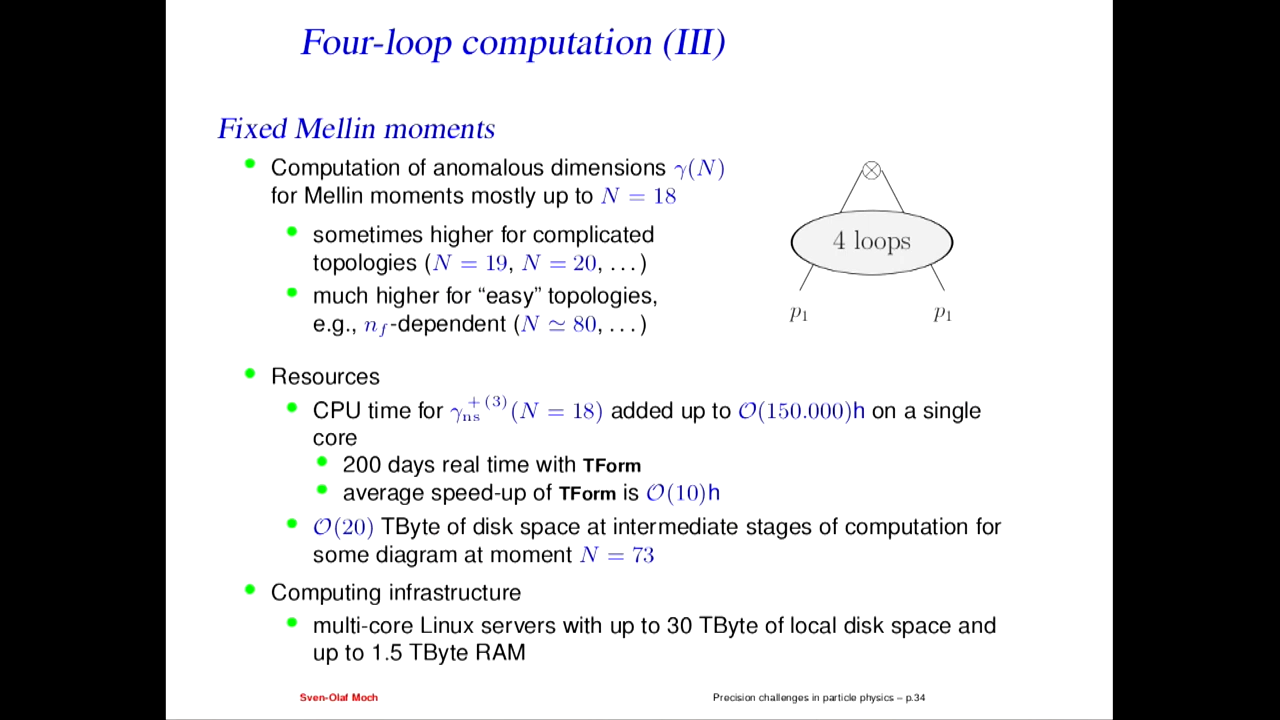 Four-loop computation (III)
Fixed Mellin moments
Computation of anomalous dimensions γ(N)
for Mellin moments mostly up to N = 18
sometimes higher for complicated
topologies (N = 19, N = 20, . . . )
much higher for “easy” topologies,
e.g., n_f-dependent (N ≃ 80, . . . )
⊗
4 loops
p₁ p₁
Resources
CPU time for γ_ns^{+ (3)}(N = 18) added up to 𝒪(150.000)h on a single
core
200 days real time with TForm
average speed-up of TForm is 𝒪(10)h
𝒪(20) TByte of disk space at intermediate stages of computation for
some diagram at moment N = 73
Computing infrastructure
multi-core Linux servers with up to 30 TByte of local disk space and
up to 1.5 TByte RAM
Sven-Olaf Moch Precision challenges in particle physics – p.34